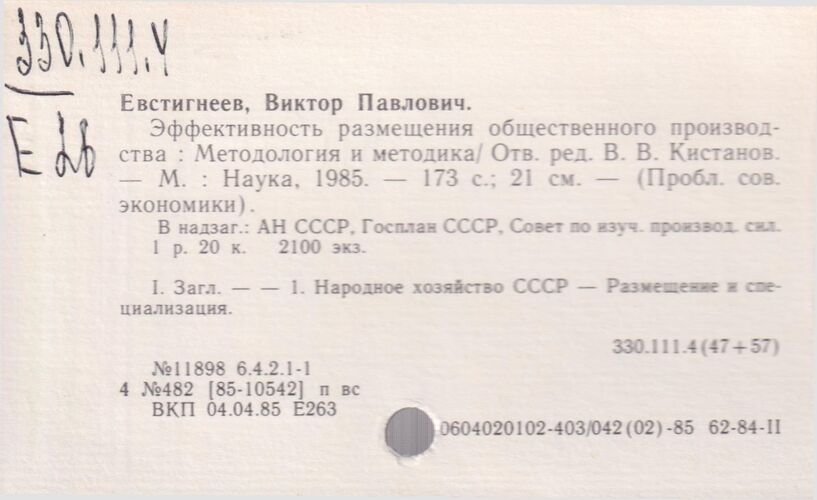 330.111.4
Е26
Евстигнеев, Виктор Павлович.
Эффективность размещения общественного производ-
ства : Методология и методика/ Отв. ред. В. В. Кистанов.
— М. : Наука, 1985. — 173 с.; 21 см. — (Пробл. сов.
экономики).
В надзаг.: АН СССР, Госплан СССР, Совет по изуч. производ. сил.
1 р. 20 к. 2100 экз.
I. Загл. — — 1. Народное хозяйство СССР — Размещение и спе-
циализация.
330.111.4(47+57)
№11898 6.4.2.1-1
4 №482 [85-10542] п вс
ВКП 04.04.85 Е263
0604020102-403/042(02)-85 62-84-II